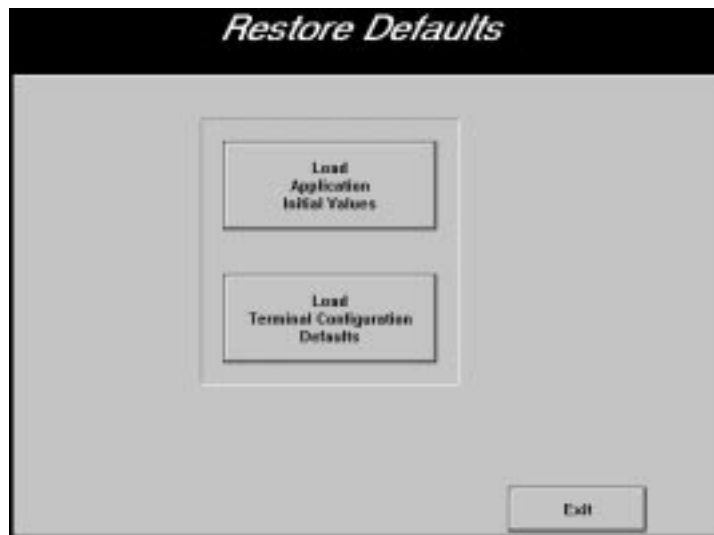 Restore Defaults
Load
Application
Initial Values
Load
Terminal Configuration
Defaults
Exit